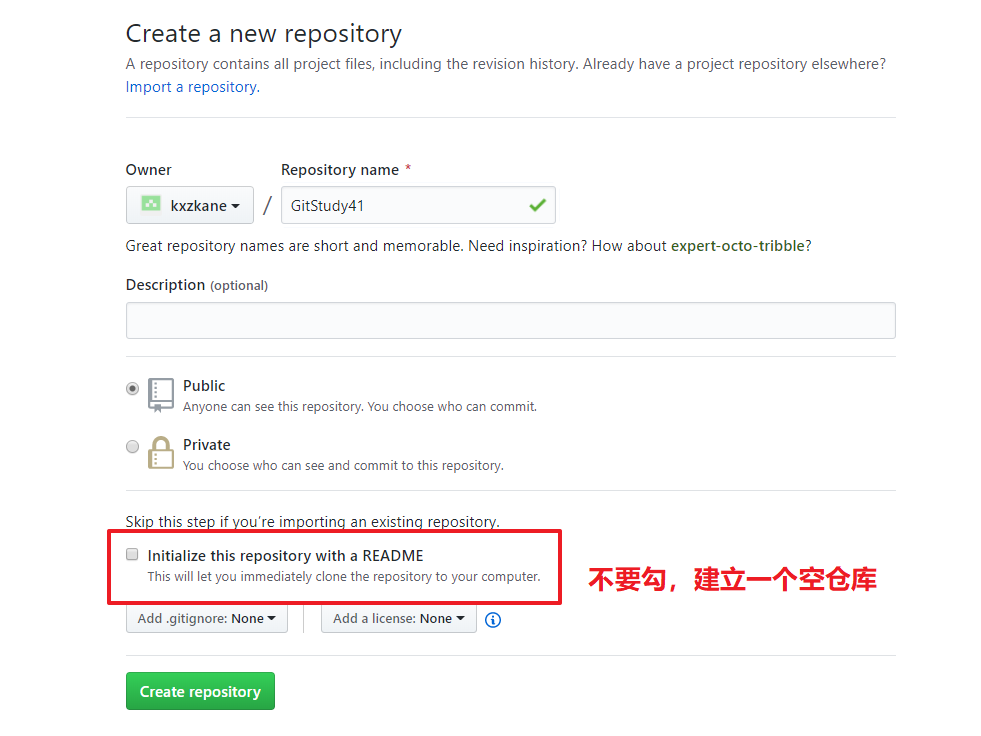 Create a new repository
A repository contains all project files, including the revision history. Already have a project repository elsewhere?
Import a repository.
Owner
Repository name *
kxzkane
/
GitStudy41
Great repository names are short and memorable. Need inspiration? How about expert-octo-tribble?
Description (optional)
Public
Anyone can see this repository. You choose who can commit.
Private
You choose who can see and commit to this repository.
Skip this step if you’re importing an existing repository.
Initialize this repository with a README
This will let you immediately clone the repository to your computer.
不要勾，建立一个空仓库
Add .gitignore: None
Add a license: None
Create repository